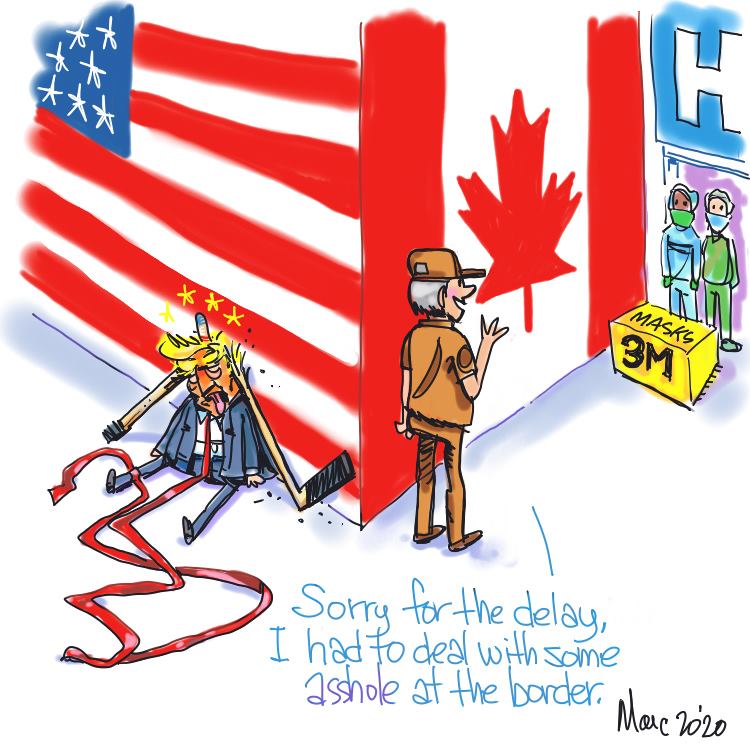 H
MASKS
3M
Sorry for the delay,
I had to deal with some
asshole at the border.
Marc 2020